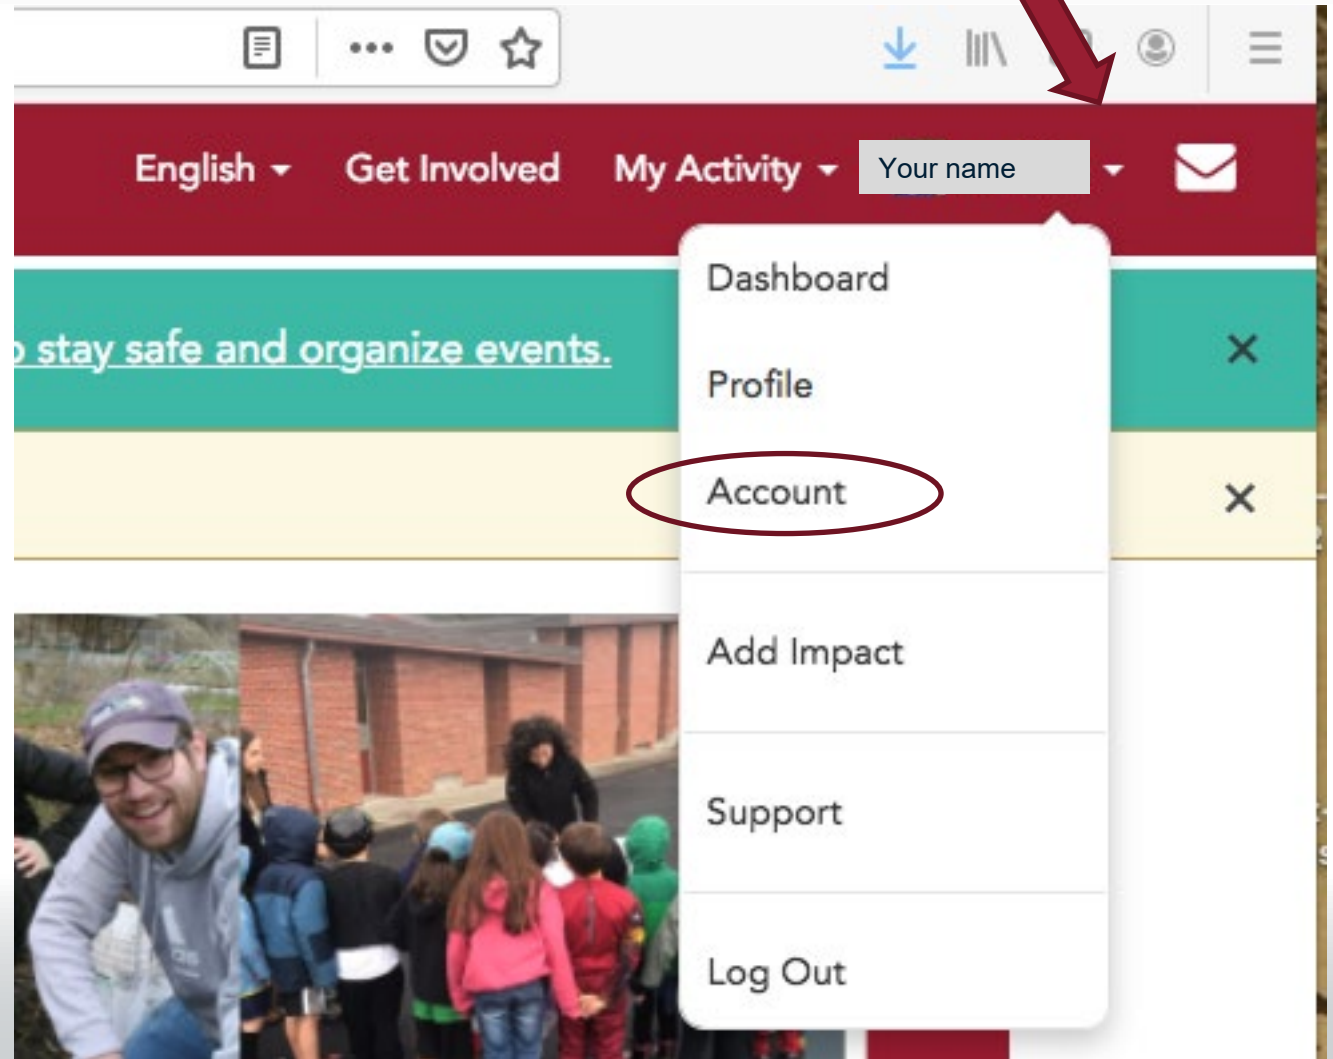 English Get Involved My Activity Your name
Dashboard
stay safe and organize events.
Profile
Account
Add Impact
Support
Log Out